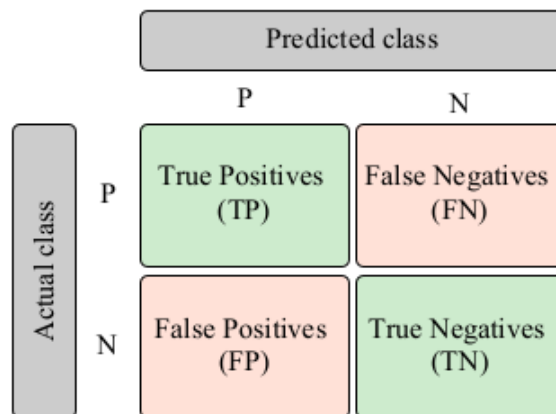 Predicted class
P
N
Actual class
P
True Positives
(TP)
False Negatives
(FN)
N
False Positives
(FP)
True Negatives
(TN)